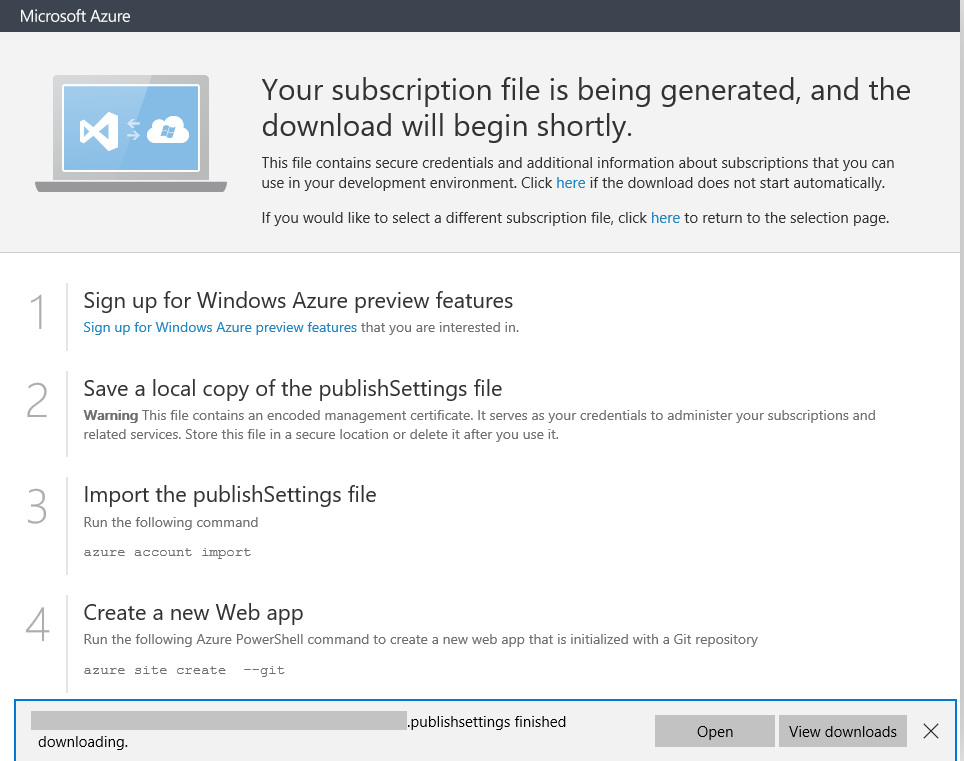 Microsoft Azure
Your subscription file is being generated, and the
download will begin shortly.
This file contains secure credentials and additional information about subscriptions that you can
use in your development environment. Click here if the download does not start automatically.
If you would like to select a different subscription file, click here to return to the selection page.
1
Sign up for Windows Azure preview features
Sign up for Windows Azure preview features that you are interested in.
2
Save a local copy of the publishSettings file
Warning This file contains an encoded management certificate. It serves as your credentials to administer your subscriptions and
related services. Store this file in a secure location or delete it after you use it.
3
Import the publishSettings file
Run the following command
azure account import
4
Create a new Web app
Run the following Azure PowerShell command to create a new web app that is initialized with a Git repository
azure site create  --git
.publishsettings finished
downloading.
Open
View downloads